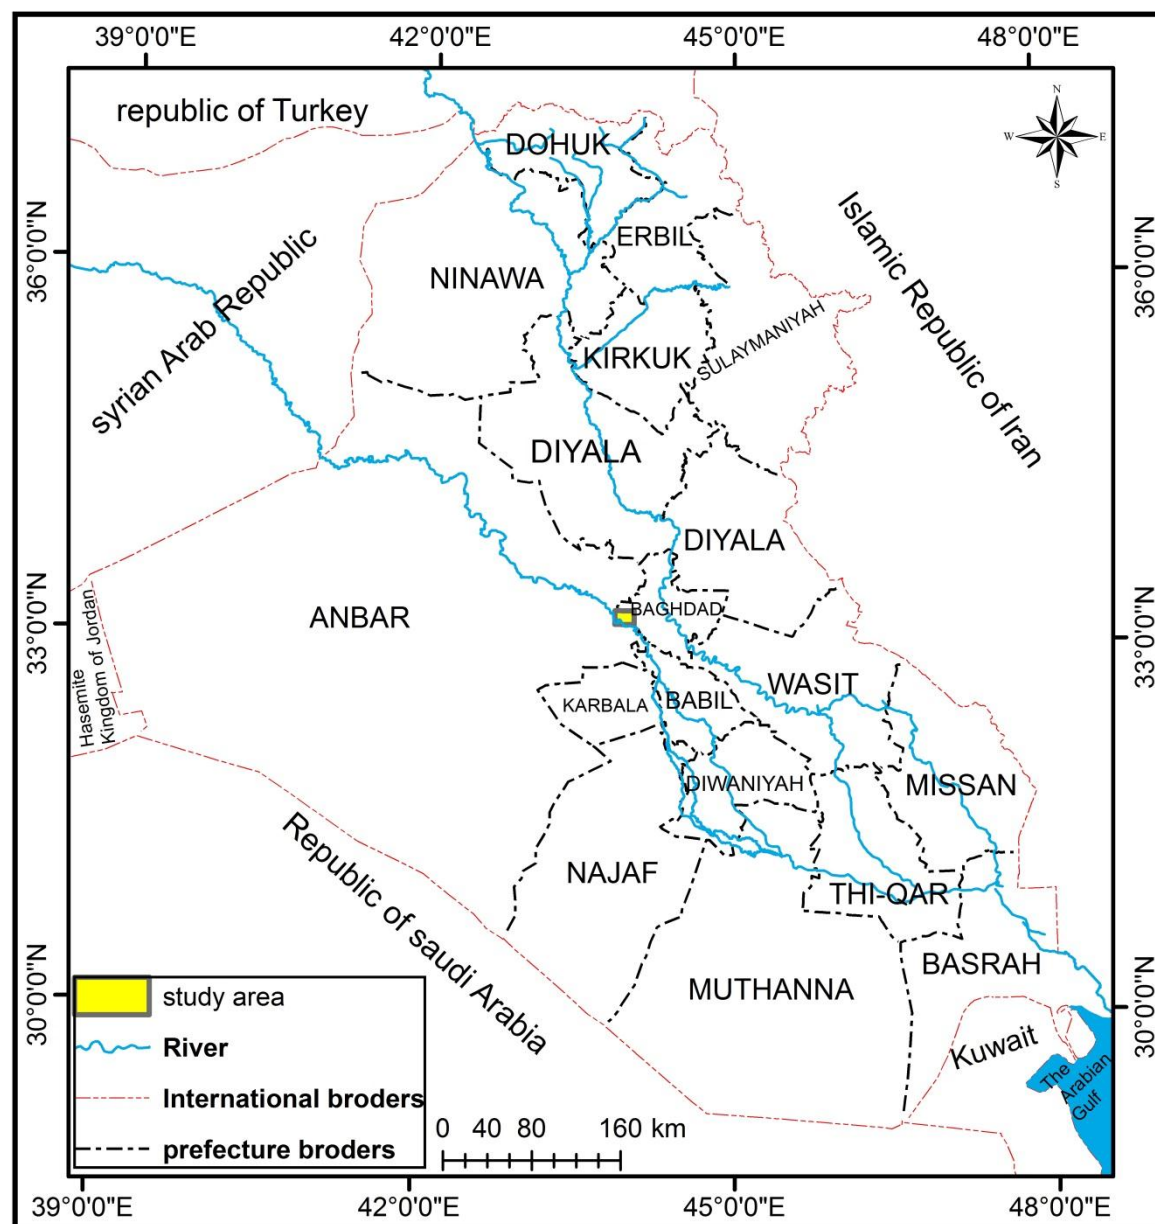 39°0'0"E
42°0'0"E
45°0'0"E
48°0'0"E
republic of Turkey
N
W
E
S
DOHUK
Islamic Republic of Iran
ERBIL
36°0'0"N
36°0'0"N
syrian Arab Republic
NINAWA
SULAYMANIYAH
KIRKUK
DIYALA
DIYALA
33°0'0"N
33°0'0"N
ANBAR
BAGHDAD
Hasemite
Kingdom of Jordan
WASIT
KARBALA
BABIL
DIWANIYAH
MISSAN
Republic of saudi Arabia
NAJAF
THI-QAR
BASRAH
MUTHANNA
30°0'0"N
30°0'0"N
Kuwait
The
Arabian
Gulf
study area
River
International broders
prefecture broders
0 40 80 160 km
39°0'0"E
42°0'0"E
45°0'0"E
48°0'0"E